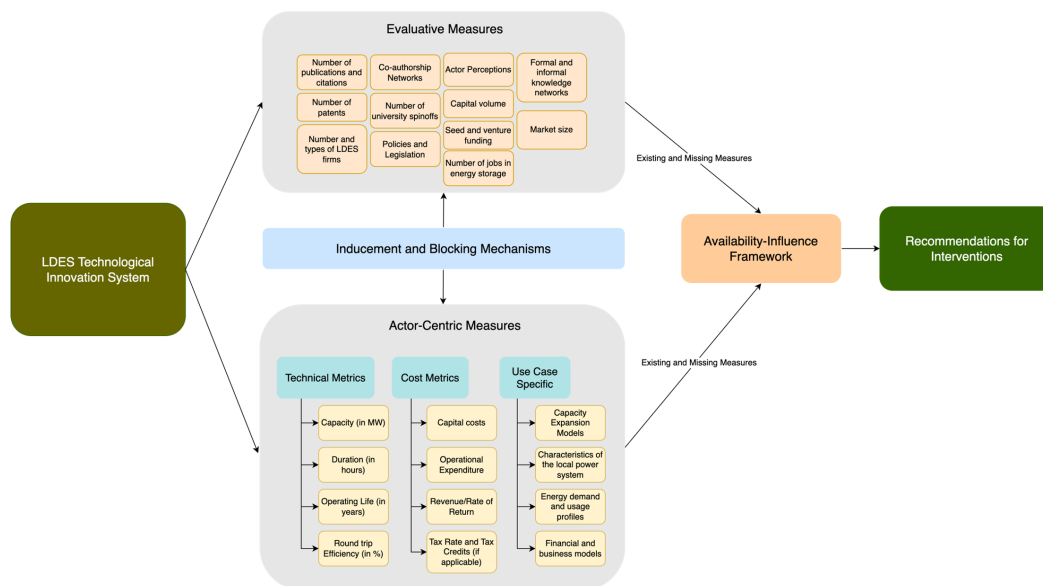 Evaluative Measures
Number of
publications and
citations
Co-authorship
Networks
Actor Perceptions
Formal and
informal
knowledge
networks
Number of
patents
Number of
university spinoffs
Capital volume
Market size
Number and
types of LDES
firms
Policies and
Legislation
Seed and venture
funding
Number of jobs in
energy storage
Existing and Missing Measures
LDES Technological
Innovation System
Inducement and Blocking Mechanisms
Availability-Influence
Framework
Recommendations for
Interventions
Actor-Centric Measures
Existing and Missing Measures
Technical Metrics
Capacity (in MW)
Duration (in
hours)
Operating Life (in
years)
Round trip
Efficiency (in %)
Cost Metrics
Capital costs
Operational
Expenditure
Revenue/Rate of
Return
Tax Rate and Tax
Credits (if
applicable)
Use Case
Specific
Capacity
Expansion
Models
Characteristics of
the local power
system
Energy demand
and usage
profiles
Financial and
business models